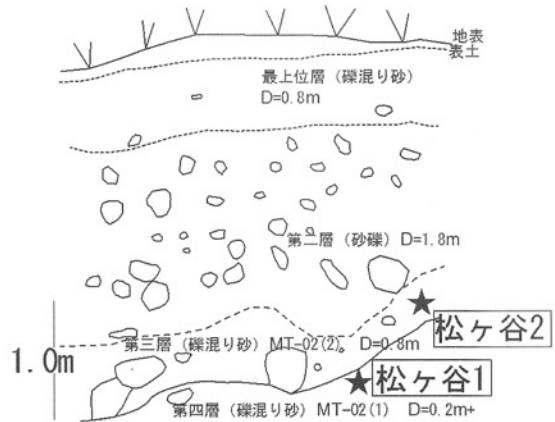 地表
表土
最上位層（礫混り砂）
D=0.8m
第二層（砂礫）D=1.8m
松ヶ谷2
第三層（礫混り砂）MT-02(2) D=0.8m
1.0m
松ヶ谷1
第四層（礫混り砂）MT-02(1) D=0.2m+